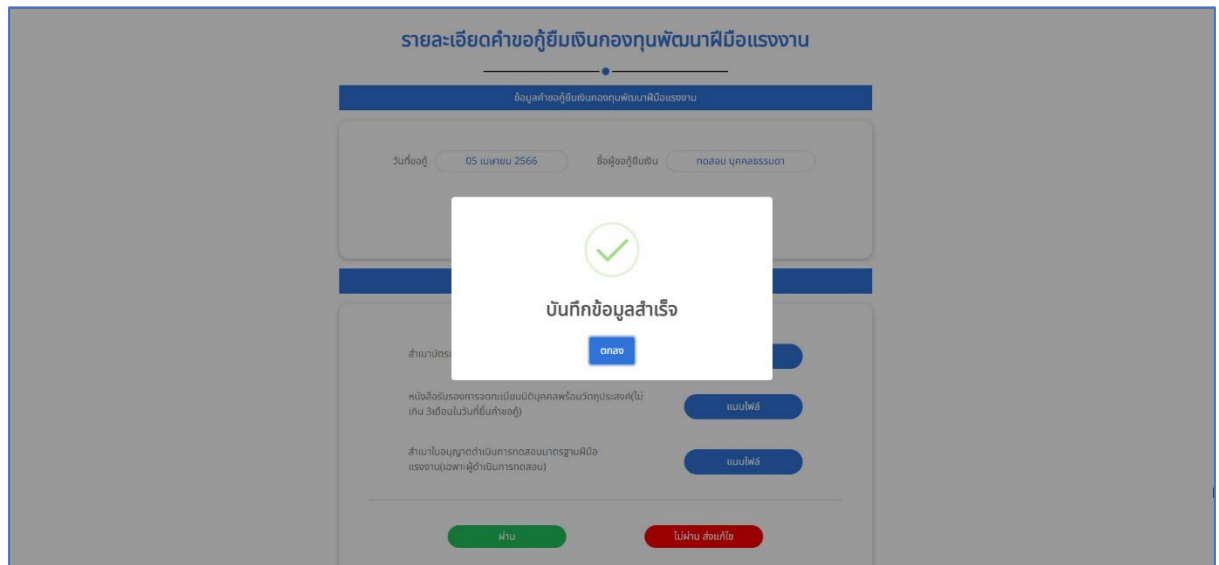 รายละเอียดคำขอกู้ยืมเงินกองทุนพัฒนาฝีมือแรงงาน
ข้อมูลคำขอกู้ยืมเงินกองทุนพัฒนาฝีมือแรงงาน
วันที่ขอกู้ 05 เมษายน 2566 ชื่อผู้ขอกู้ยืมเงิน ทดสอบ บุคคลธรรมดา
บันทึกข้อมูลสำเร็จ
ตกลง
สำเนาบัตร
หนังสือรับรองการจดทะเบียนนิติบุคคลพร้อมวัตถุประสงค์(ไม่
เกิน 3เดือนในวันที่ยื่นคำขอกู้)
แนบไฟล์
สำเนาใบอนุญาตดำเนินการทดสอบมาตรฐานฝีมือ
แรงงาน(เฉพาะผู้ดำเนินการทดสอบ)
แนบไฟล์
ผ่าน ไม่ผ่าน ส่งแก้ไข